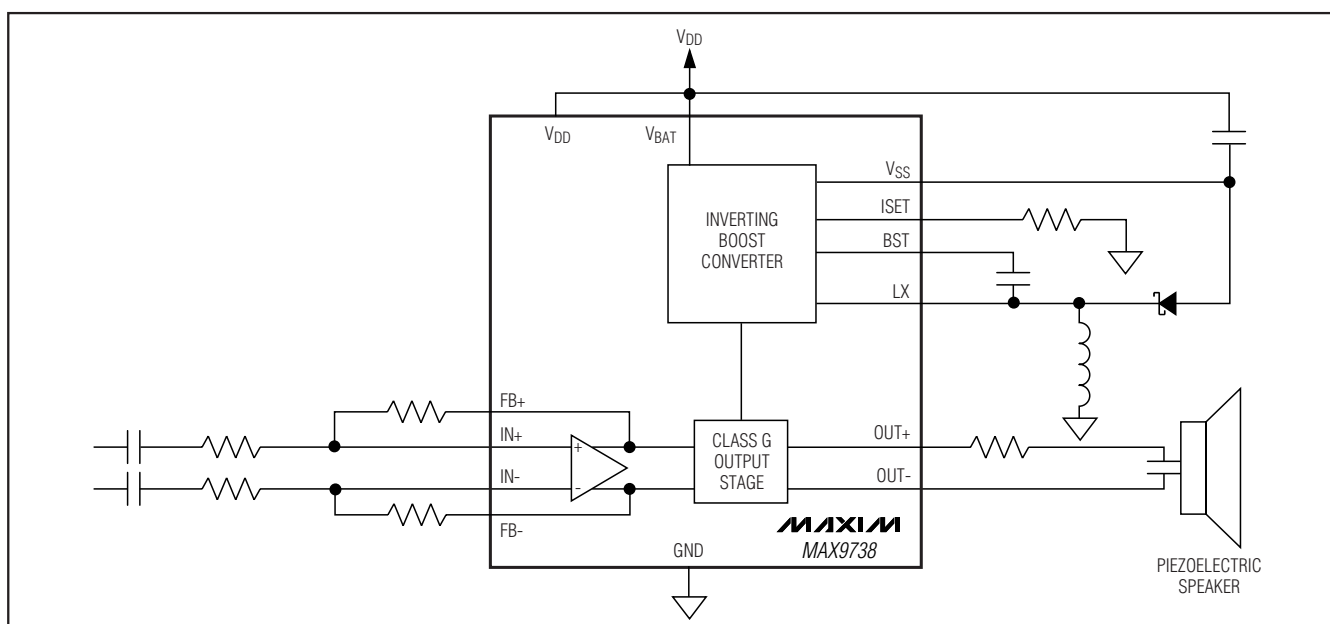 VDD
VDD
VBAT
VSS
ISET
BST
LX
INVERTING
BOOST
CONVERTER
FB+
IN+
IN-
FB-
+
-
CLASS G
OUTPUT
STAGE
OUT+
OUT-
MAXIM
MAX9738
GND
PIEZOELECTRIC
SPEAKER